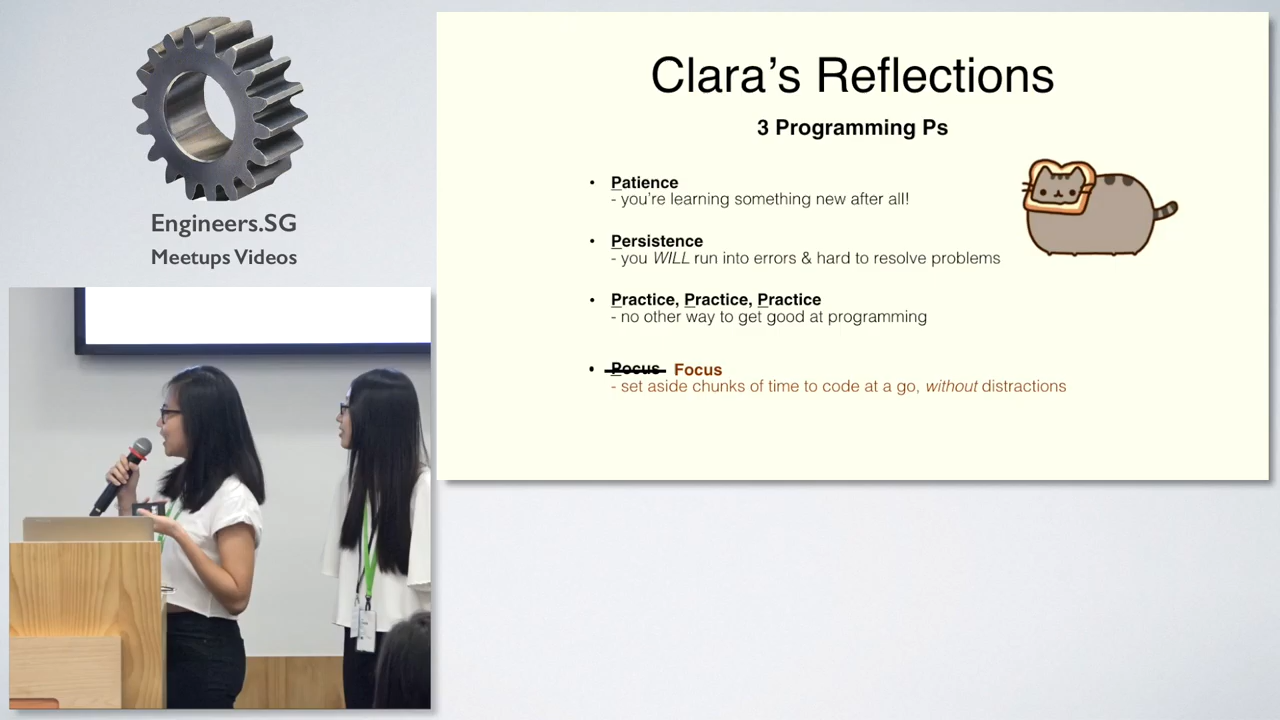 Engineers.SG
Meetups Videos
Clara's Reflections
3 Programming Ps
• Patience
- you're learning something new after all!
• Persistence
- you WILL run into errors & hard to resolve problems
• Practice, Practice, Practice
- no other way to get good at programming
• Pocus Focus
- set aside chunks of time to code at a go, without distractions